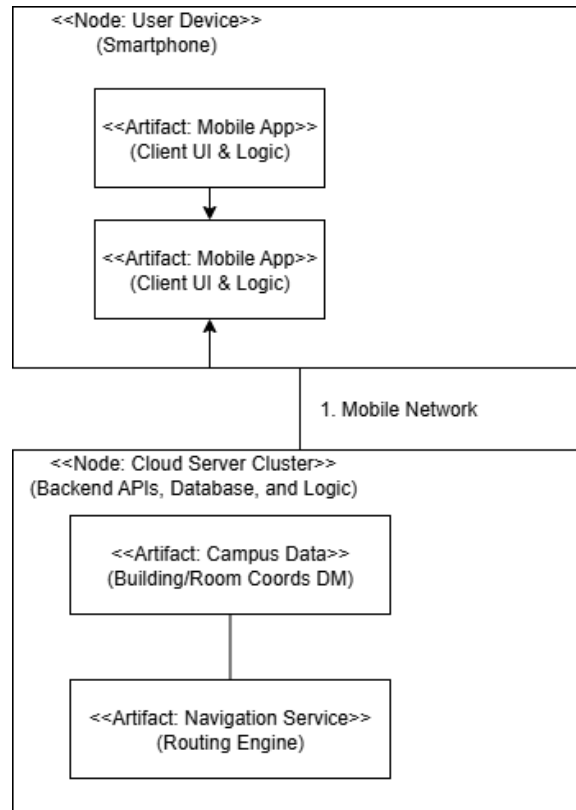 <<Node: User Device>>
(Smartphone)
<<Artifact: Mobile App>>
(Client UI & Logic)
<<Artifact: Mobile App>>
(Client UI & Logic)
1. Mobile Network
<<Node: Cloud Server Cluster>>
(Backend APIs, Database, and Logic)
<<Artifact: Campus Data>>
(Building/Room Coords DM)
<<Artifact: Navigation Service>>
(Routing Engine)